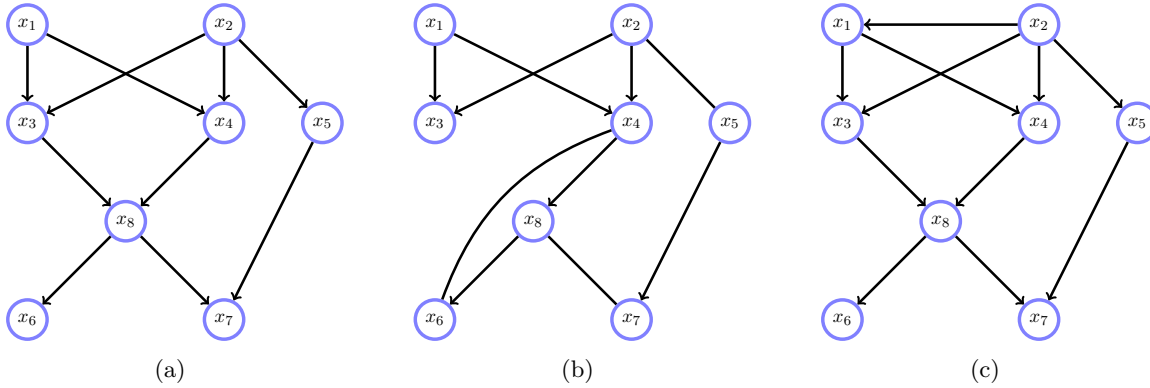 x1 x2 x1 x2 x1 x2
x3 x4 x5 x3 x4 x5 x3 x4 x5
x8 x8 x8
x6 x7 x6 x7 x6 x7
(a) (b) (c)